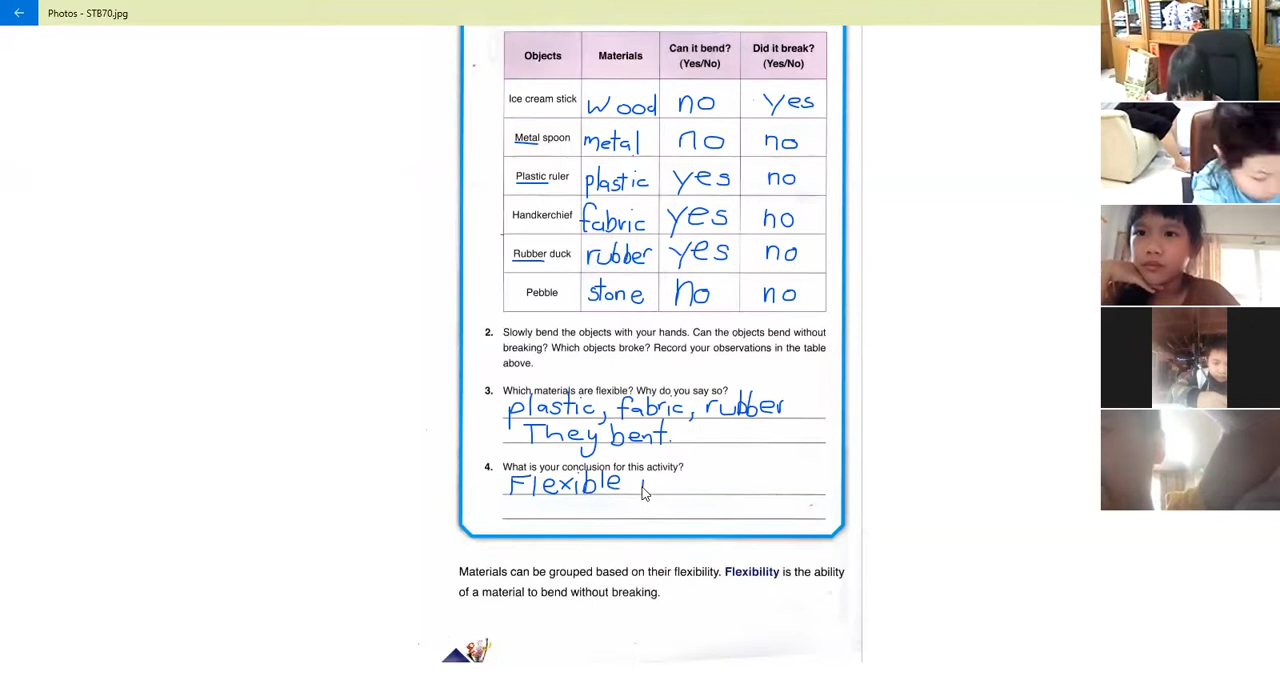 Photos - STB70.jpg
Objects Materials Can it bend? (Yes/No) Did it break? (Yes/No)
Ice cream stick wood no Yes
Metal spoon metal no no
Plastic ruler plastic yes no
Handkerchief fabric yes no
Rubber duck rubber yes no
Pebble stone no no
2. Slowly bend the objects with your hands. Can the objects bend without
breaking? Which objects broke? Record your observations in the table
above.
3. Which materials are flexible? Why do you say so?
plastic, fabric, rubber
They bent.
4. What is your conclusion for this activity?
Flexible
Materials can be grouped based on their flexibility. Flexibility is the ability
of a material to bend without breaking.